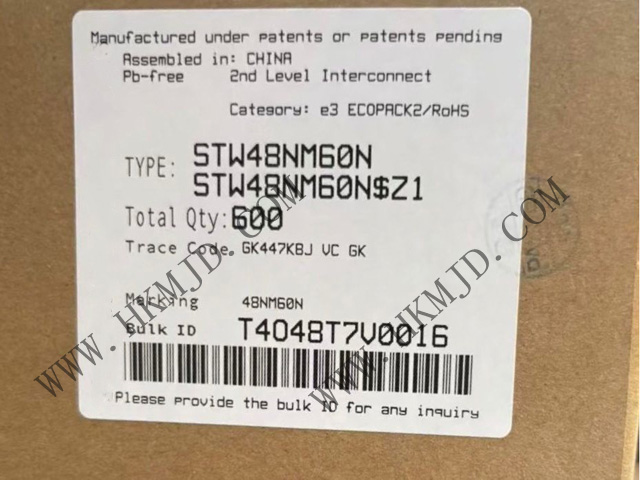 Manufactured under patents or patents pending
Assembled in: CHINA
Pb-free 2nd Level Interconnect
Category: e3 ECOPACK2/RoHS
TYPE: STW48NM60N
STW48NM60N$Z1
Total Qty: 600
Trace Code GK447KBJ VC GK
Marking 48NM60N
Bulk ID T4048T7V0016
Please provide the bulk ID for any inquiry
WWW.HKMJD.COM
WWW.HKMJD.COM